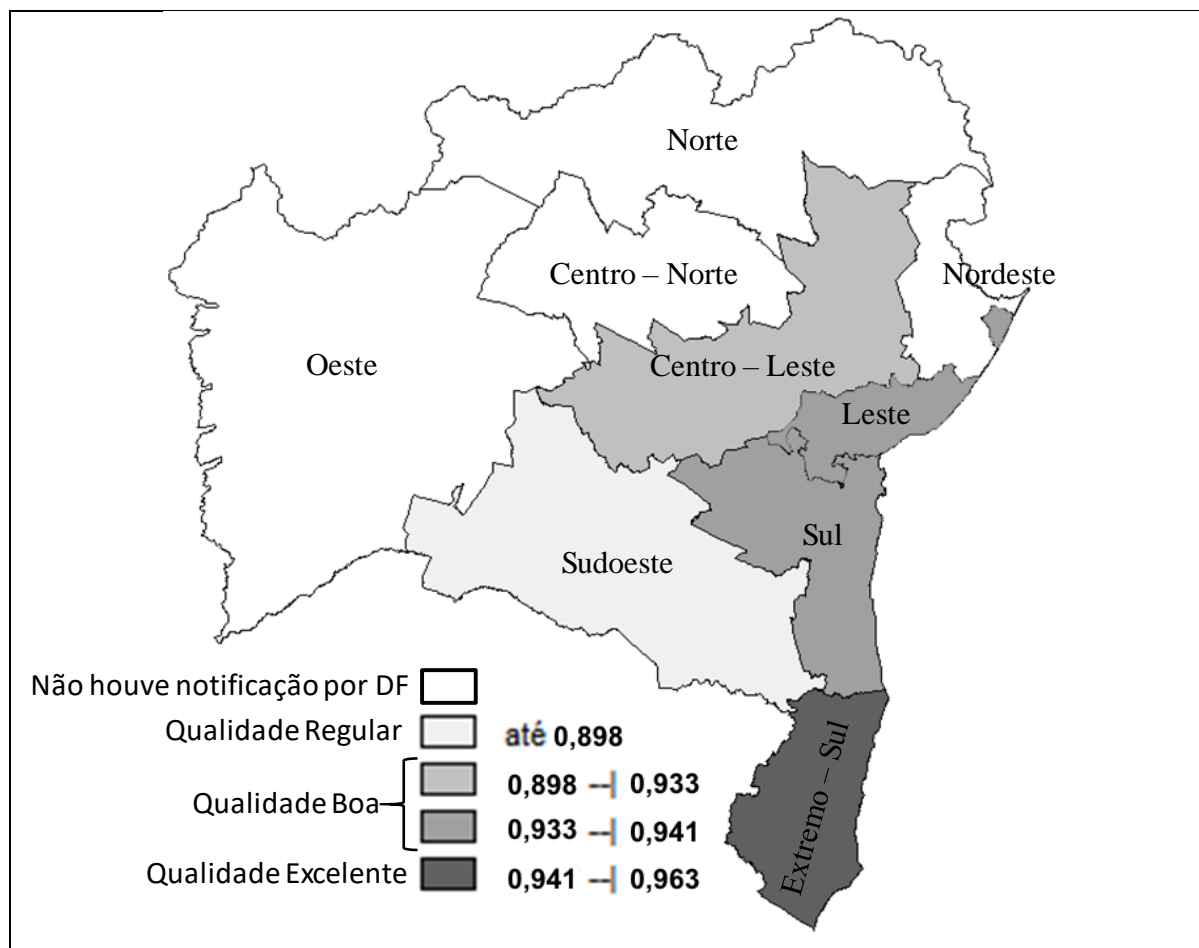 Norte
Centro – Norte
Nordeste
Oeste
Centro – Leste
Leste
Sul
Sudoeste
Extremo – Sul
Não houve notificação por DF
Qualidade Regular até 0,898
Qualidade Boa
0,898 --| 0,933
0,933 --| 0,941
Qualidade Excelente 0,941 --| 0,963